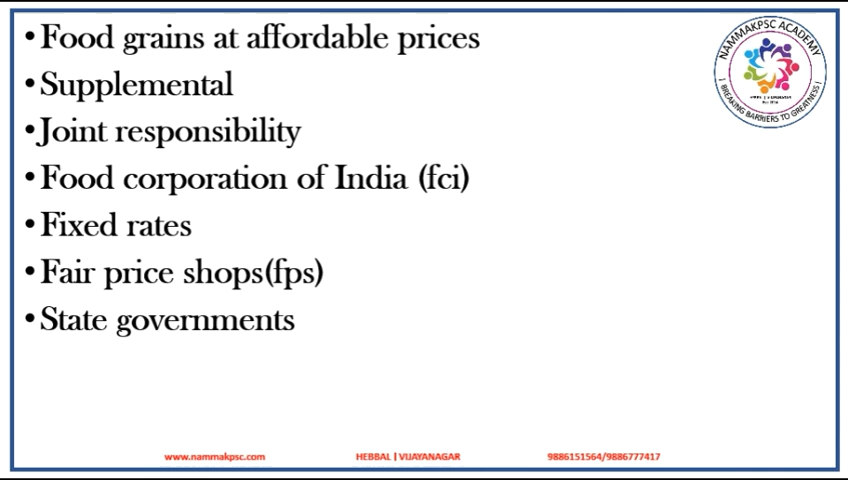 • Food grains at affordable prices
• Supplemental
• Joint responsibility
• Food corporation of India (fci)
• Fixed rates
• Fair price shops(fps)
• State governments
NAMMAKPSC ACADEMY
| BREAKING BARRIERS TO GREATNESS |
www.nammakpsc.com HEBBAL | VIJAYANAGAR 9886151564/9886777417